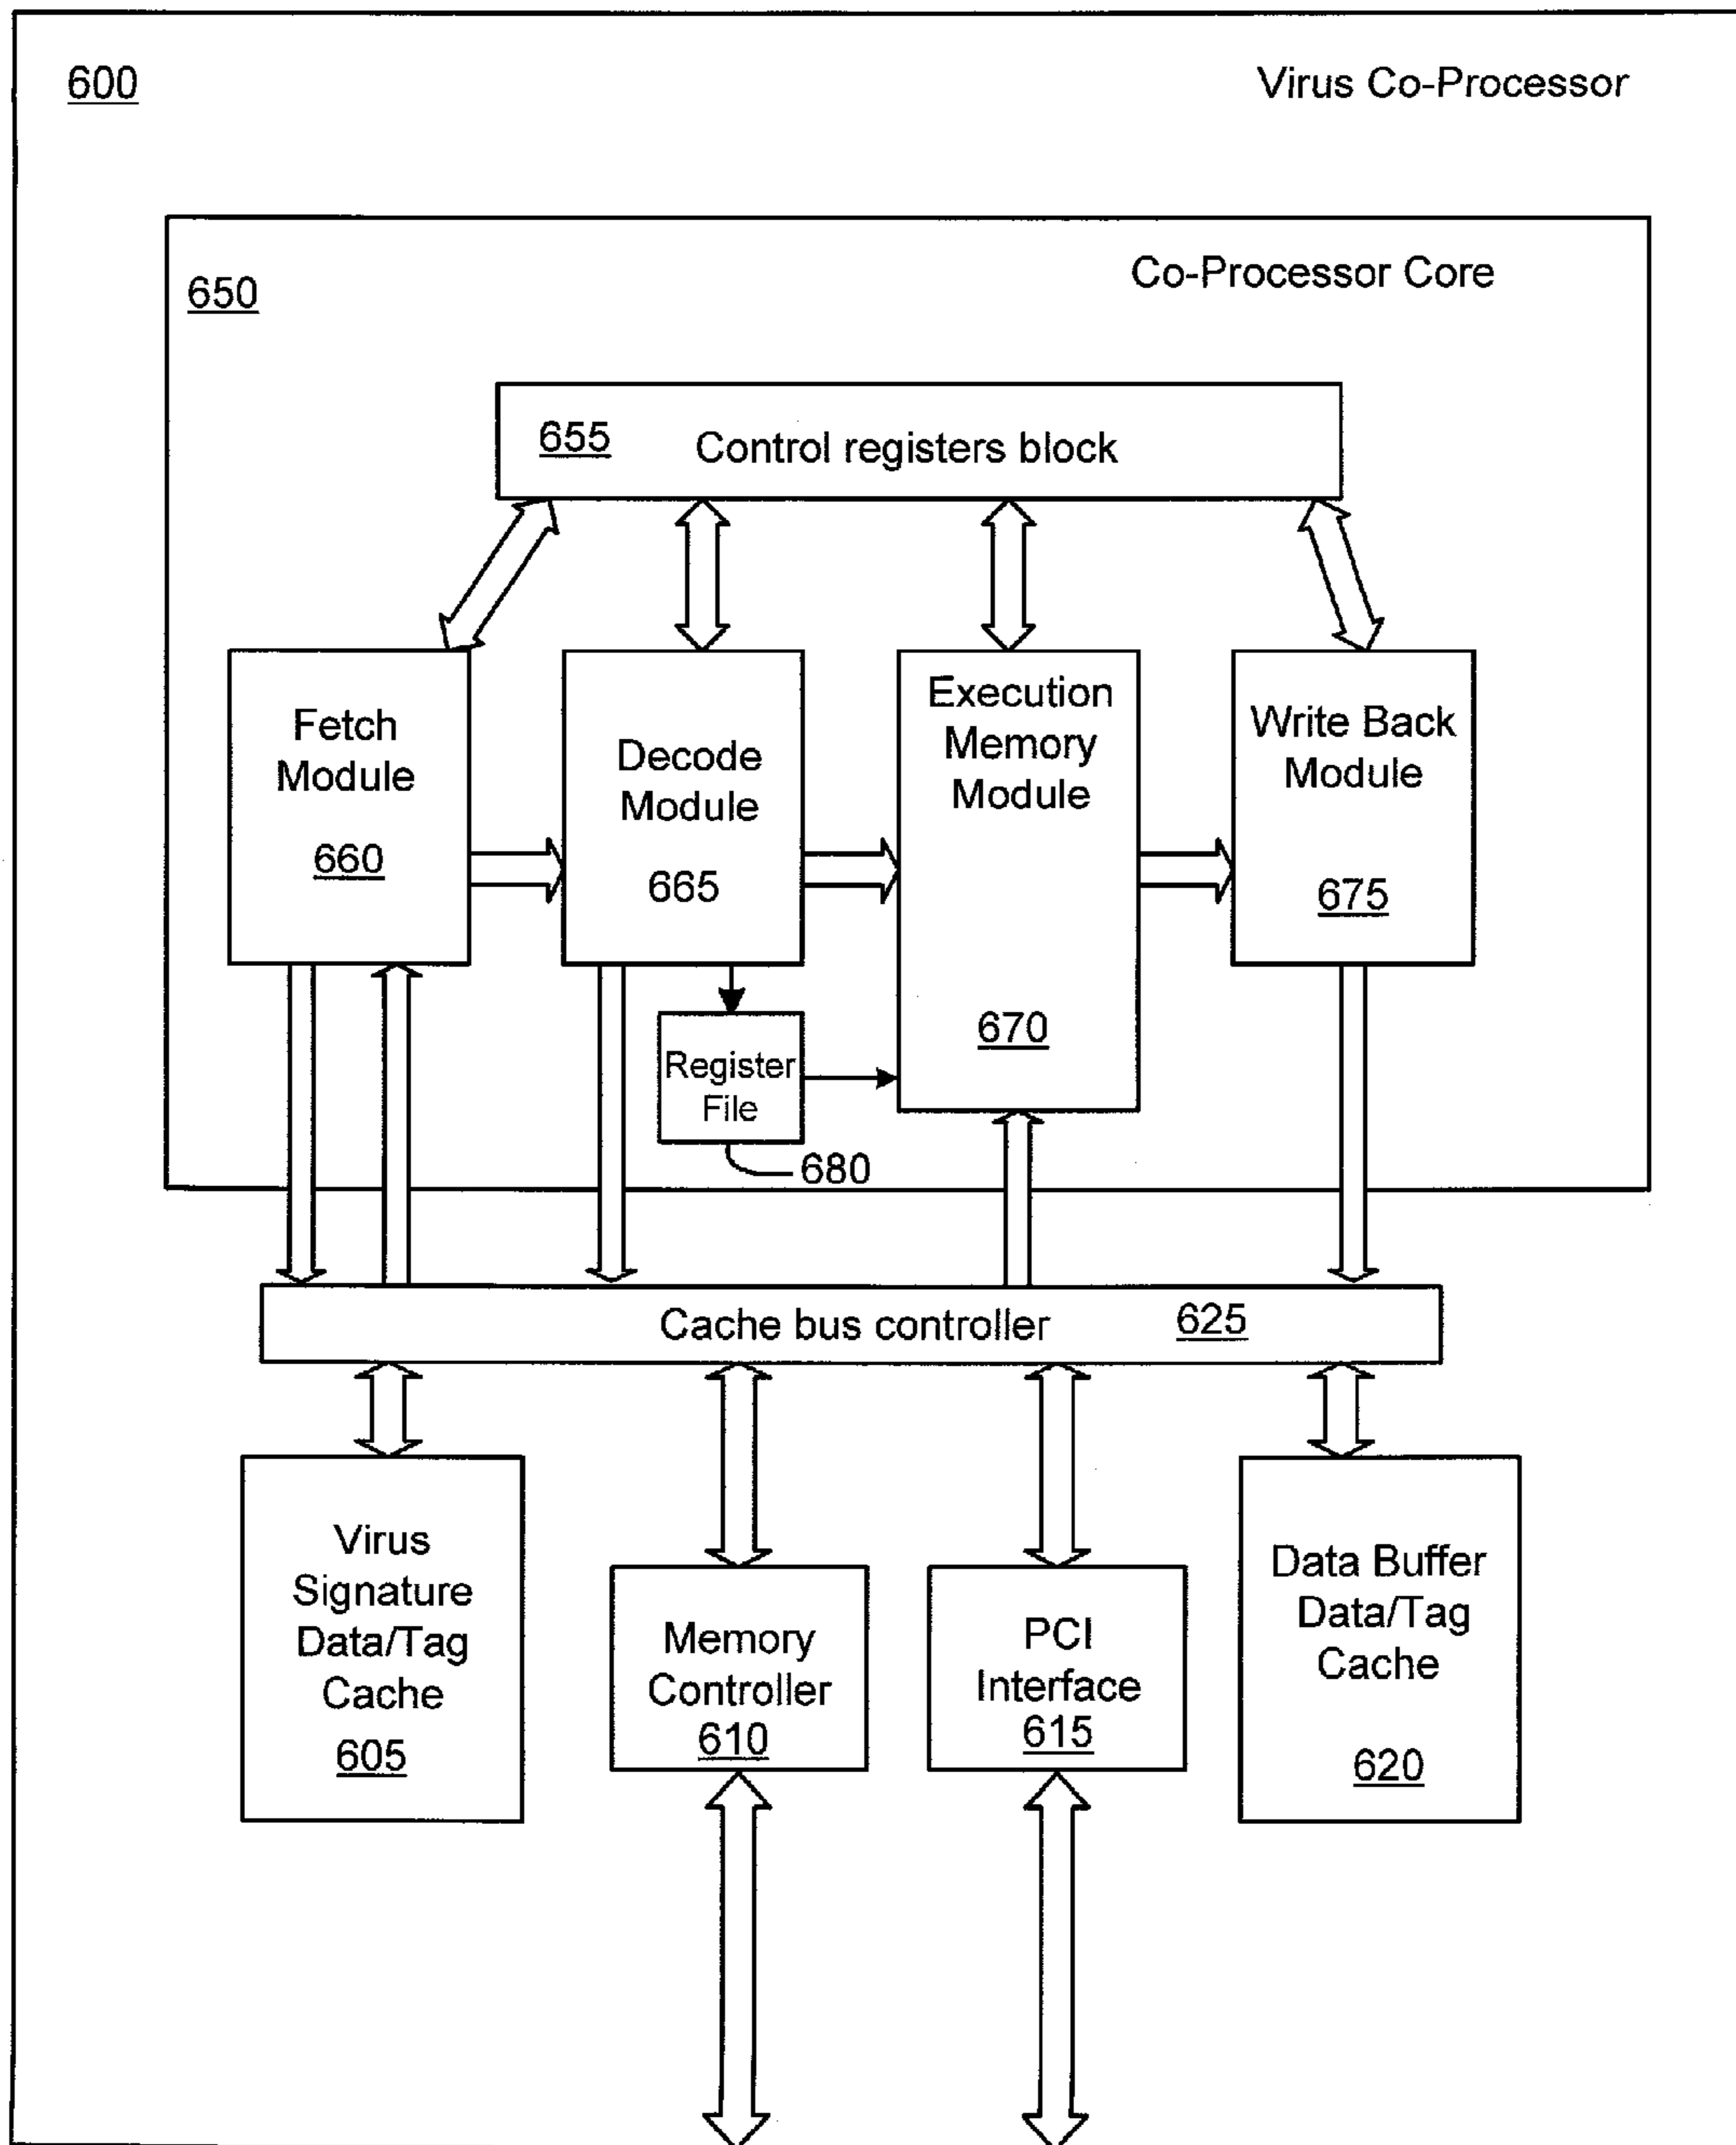 600
Virus Co-Processor
650
Co-Processor Core
655
Control registers block
Fetch
Module
660
Decode
Module
665
Execution
Memory
Module
670
Write Back
Module
675
Register
File
680
Cache bus controller
625
Virus
Signature
Data/Tag
Cache
605
Memory
Controller
610
PCI
Interface
615
Data Buffer
Data/Tag
Cache
620